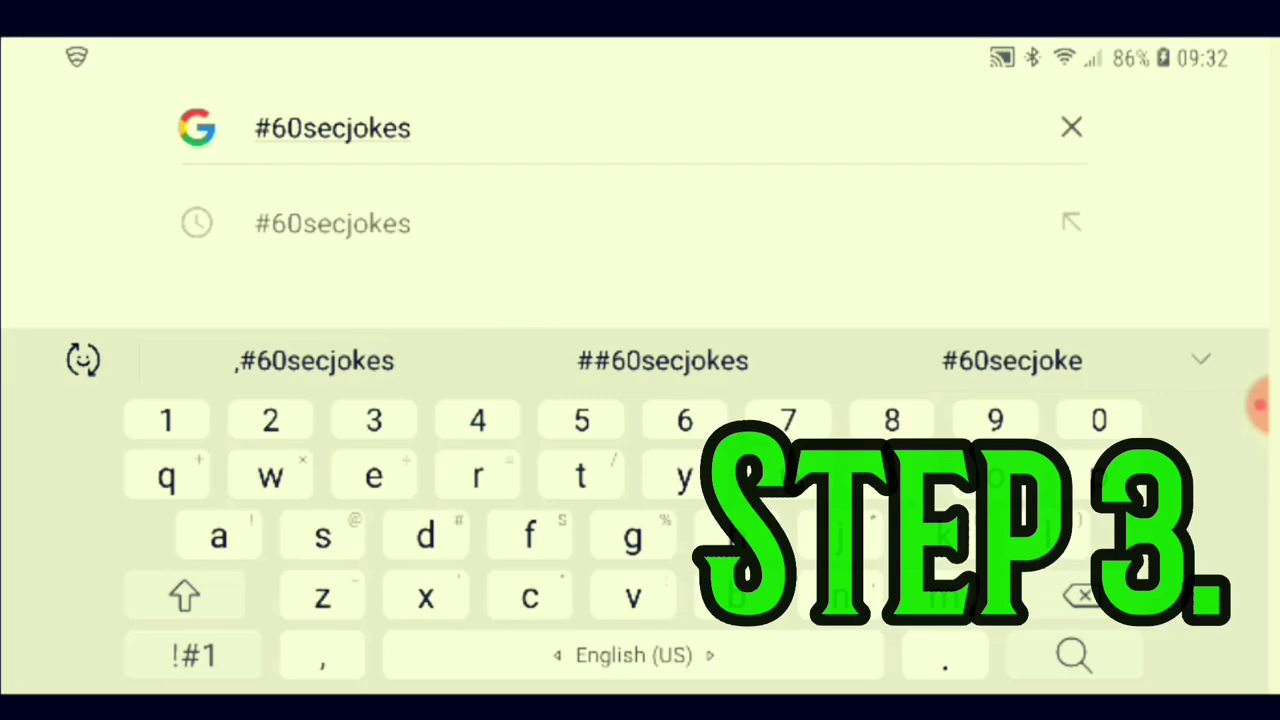 86% 09:32
#60secjokes
#60secjokes
,#60secjokes ##60secjokes #60secjoke
1 2 3 4 5 6 7 8 9 0
q + w × e ÷ r = t / y o p
a ! s @ d # f $ g % h j * k l )
z - x ' c " v : b n m
!#1 , English (US) .
STEP 3.